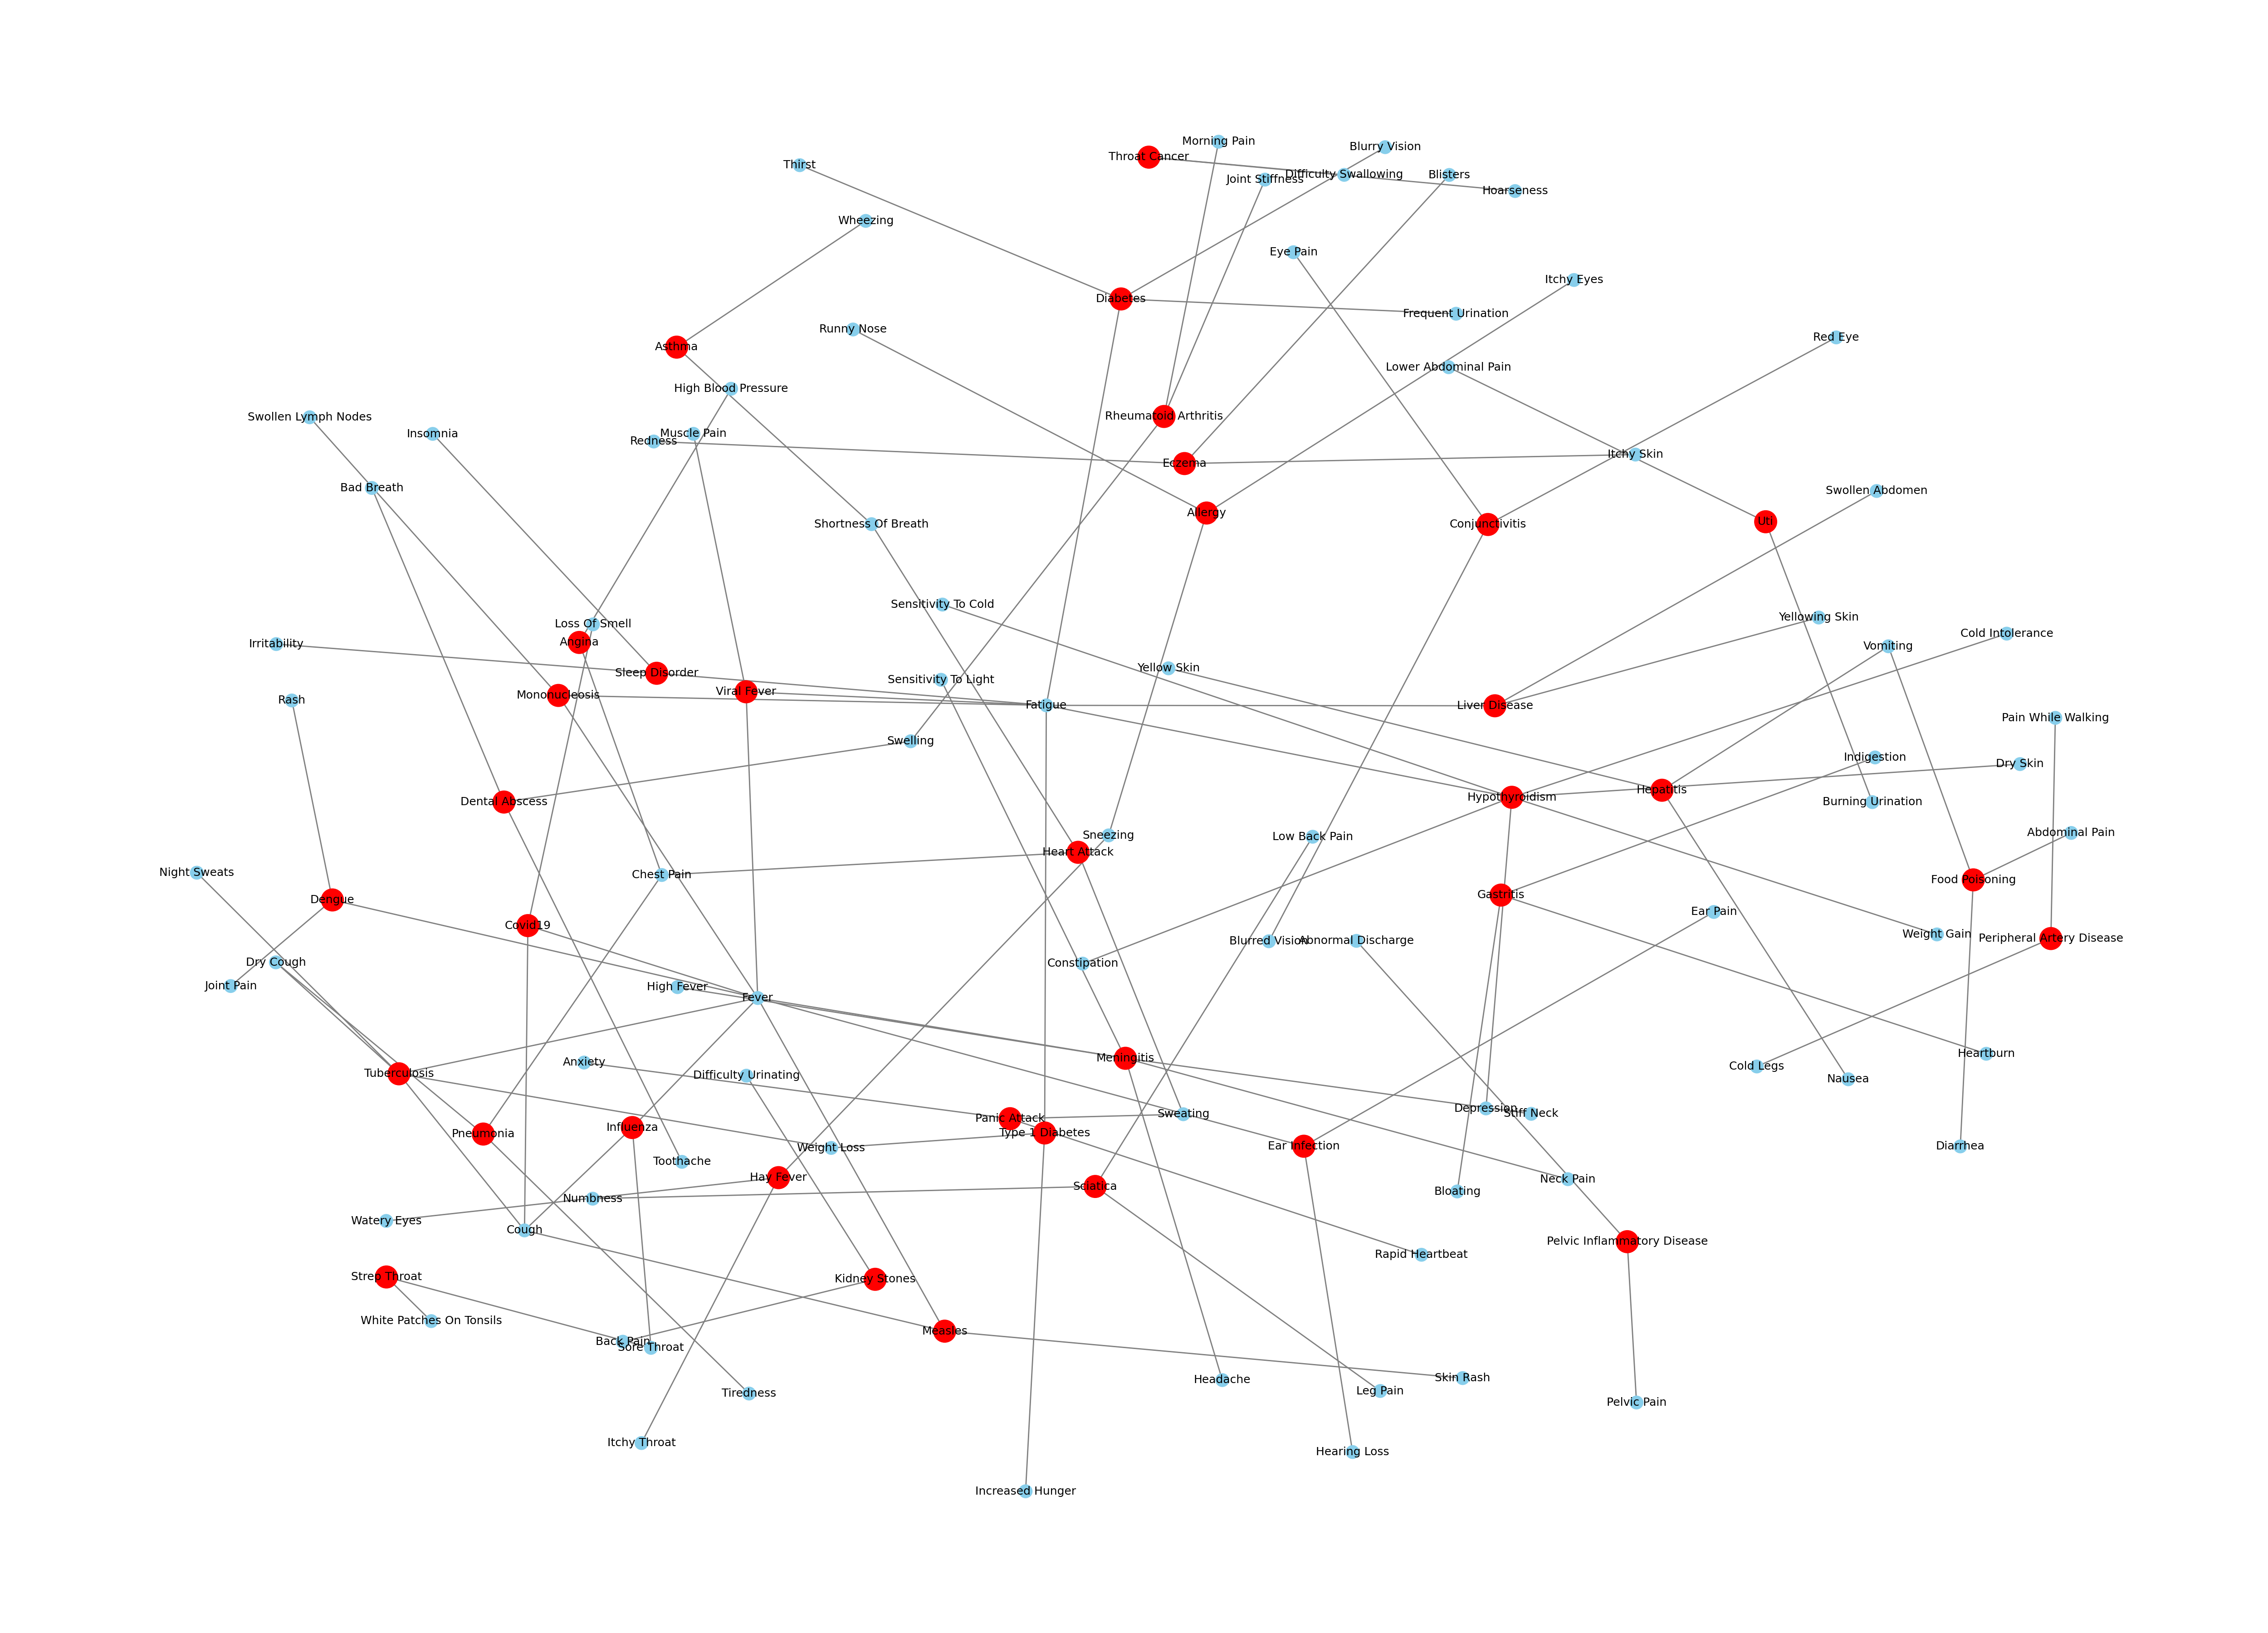 Morning Pain
Blurry Vision
Throat Cancer
Thirst
Difficulty Swallowing
Blisters
Joint Stiffness
Hoarseness
Wheezing
Eye Pain
Itchy Eyes
Diabetes
Frequent Urination
Runny Nose
Red Eye
Asthma
Lower Abdominal Pain
High Blood Pressure
Rheumatoid Arthritis
Swollen Lymph Nodes
Insomnia
Muscle Pain
Redness
Itchy Skin
Eczema
Bad Breath
Swollen Abdomen
Allergy
Uti
Shortness Of Breath
Conjunctivitis
Sensitivity To Cold
Yellowing Skin
Loss Of Smell
Cold Intolerance
Angina
Irritability
Vomiting
Yellow Skin
Sleep Disorder
Sensitivity To Light
Viral Fever
Mononucleosis
Rash
Fatigue
Liver Disease
Pain While Walking
Swelling
Indigestion
Dry Skin
Hepatitis
Hypothyroidism
Dental Abscess
Burning Urination
Abdominal Pain
Sneezing
Low Back Pain
Heart Attack
Night Sweats
Chest Pain
Food Poisoning
Gastritis
Dengue
Ear Pain
Covid19
Weight Gain
Peripheral Artery Disease
Blurred Vision
Abnormal Discharge
Dry Cough
Constipation
Joint Pain
High Fever
Fever
Heartburn
Meningitis
Anxiety
Cold Legs
Tuberculosis
Difficulty Urinating
Nausea
Depression
Stiff Neck
Sweating
Panic Attack
Influenza
Type 1 Diabetes
Pneumonia
Weight Loss
Ear Infection
Diarrhea
Toothache
Hay Fever
Neck Pain
Sciatica
Bloating
Numbness
Watery Eyes
Cough
Pelvic Inflammatory Disease
Rapid Heartbeat
Strep Throat
Kidney Stones
White Patches On Tonsils
Measles
Back Pain
Sore Throat
Skin Rash
Headache
Leg Pain
Tiredness
Pelvic Pain
Itchy Throat
Hearing Loss
Increased Hunger